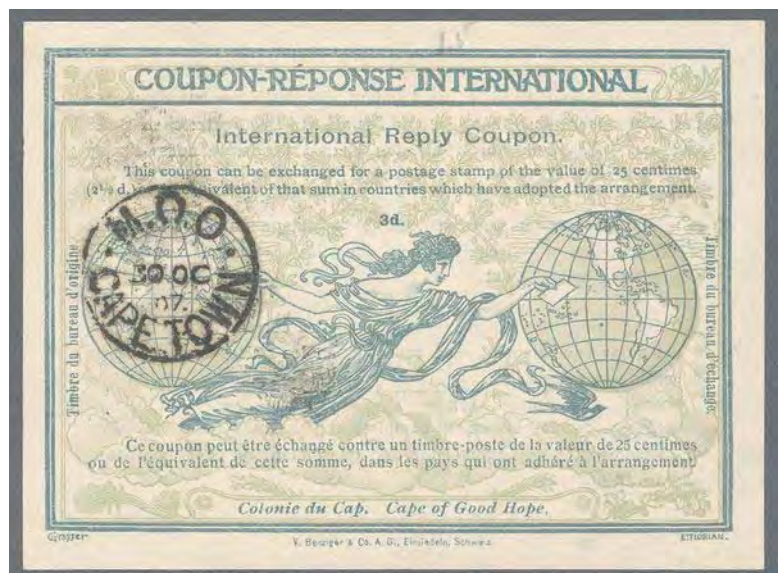 COUPON-RÉPONSE INTERNATIONAL
International Reply Coupon.
This coupon can be exchanged for a postage stamp of the value of 25 centimes
(2½ d.) equivalent of that sum in countries which have adopted the arrangement.
3d.
M.O.O.
30 OC
07
CAPE TOWN
Timbre du bureau d'origine
Timbre du bureau d'échange.
Ce coupon peut être échangé contre un timbre-poste de la valeur de 25 centimes
ou de l'équivalent de cette somme, dans les pays qui ont adhéré à l'arrangement
Colonie du Cap. Cape of Good Hope.
Grasset
V. Benziger & Co. A. G., Einsiedeln, Schweiz
E. FLORIAN.